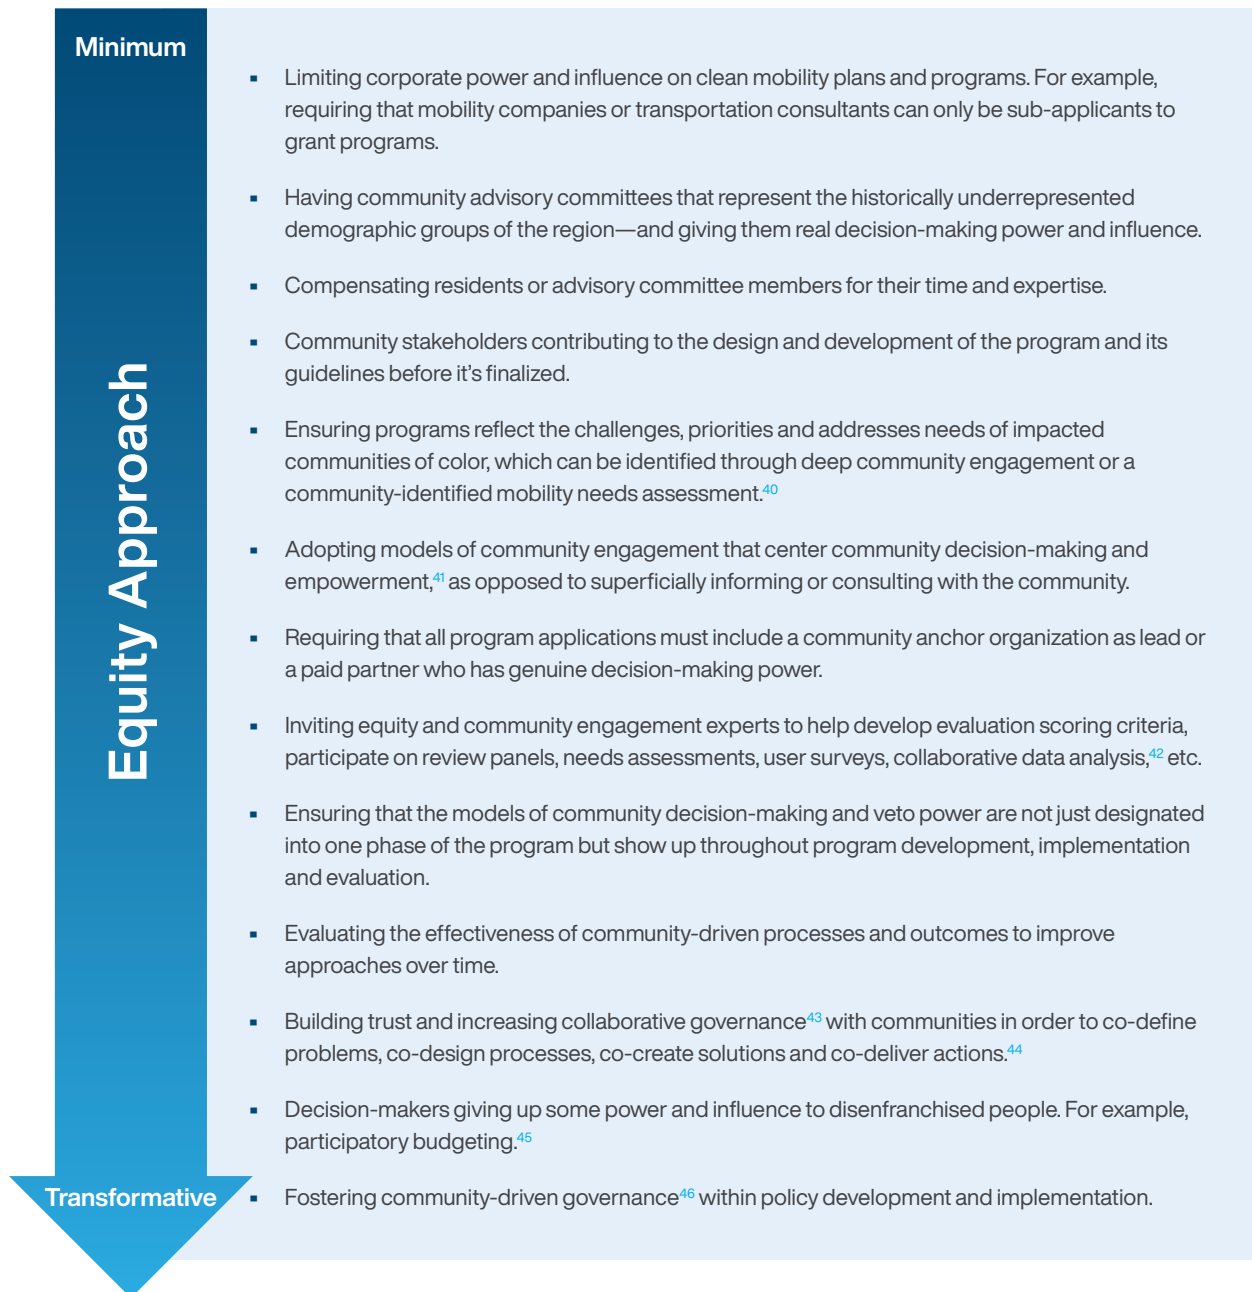 Minimum
Equity Approach
Transformative
▪ Limiting corporate power and influence on clean mobility plans and programs. For example,
requiring that mobility companies or transportation consultants can only be sub-applicants to
grant programs.
▪ Having community advisory committees that represent the historically underrepresented
demographic groups of the region—and giving them real decision-making power and influence.
▪ Compensating residents or advisory committee members for their time and expertise.
▪ Community stakeholders contributing to the design and development of the program and its
guidelines before it’s finalized.
▪ Ensuring programs reflect the challenges, priorities and addresses needs of impacted
communities of color, which can be identified through deep community engagement or a
community-identified mobility needs assessment.40
▪ Adopting models of community engagement that center community decision-making and
empowerment,41 as opposed to superficially informing or consulting with the community.
▪ Requiring that all program applications must include a community anchor organization as lead or
a paid partner who has genuine decision-making power.
▪ Inviting equity and community engagement experts to help develop evaluation scoring criteria,
participate on review panels, needs assessments, user surveys, collaborative data analysis,42 etc.
▪ Ensuring that the models of community decision-making and veto power are not just designated
into one phase of the program but show up throughout program development, implementation
and evaluation.
▪ Evaluating the effectiveness of community-driven processes and outcomes to improve
approaches over time.
▪ Building trust and increasing collaborative governance43 with communities in order to co-define
problems, co-design processes, co-create solutions and co-deliver actions.44
▪ Decision-makers giving up some power and influence to disenfranchised people. For example,
participatory budgeting.45
▪ Fostering community-driven governance46 within policy development and implementation.